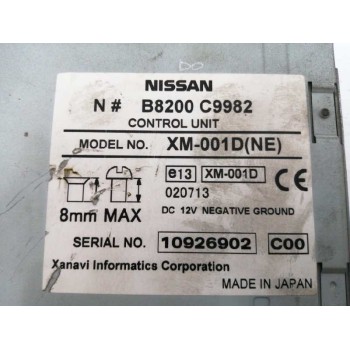 NISSAN
N # B8200 C9982
CONTROL UNIT
MODEL NO. XM-001D(NE)
e13 XM-001D CE
020713
8mm MAX DC 12V NEGATIVE GROUND
SERIAL NO. 10926902 C00
Xanavi Informatics Corporation
MADE IN JAPAN